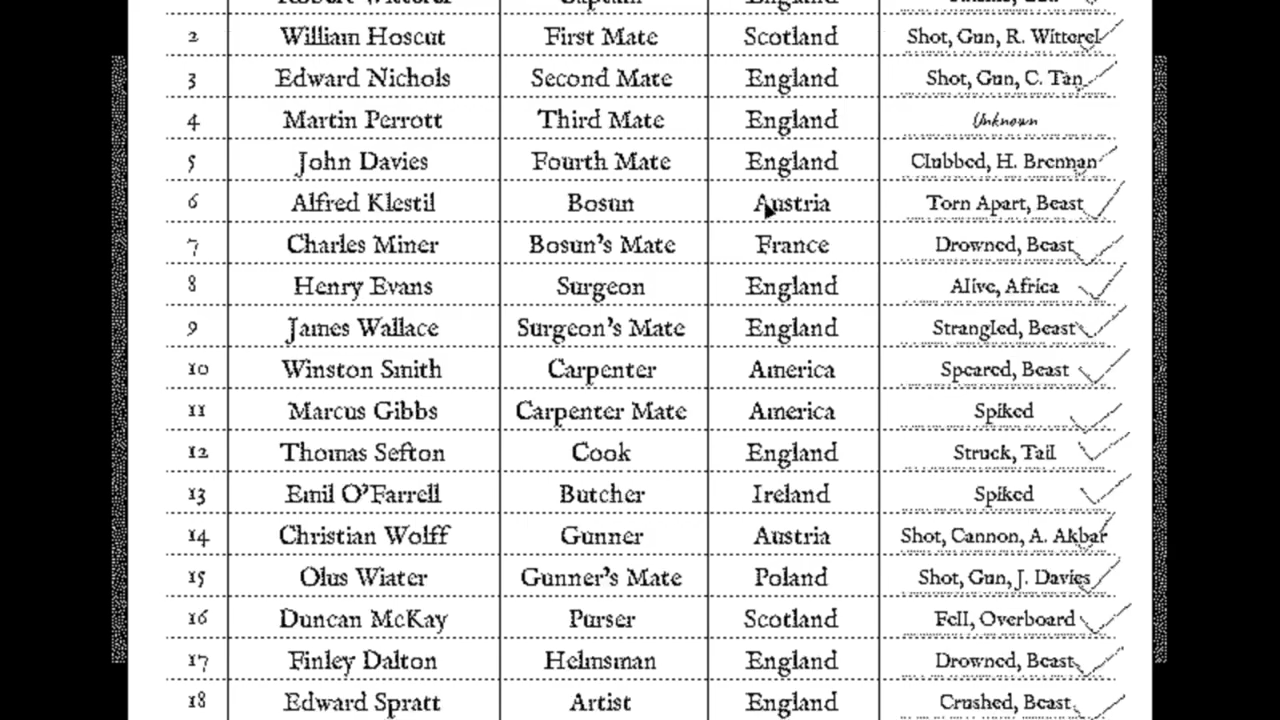 2 William Hoscut First Mate Scotland Shot, Gun, R. Witterel
3 Edward Nichols Second Mate England Shot, Gun, C. Tan
4 Martin Perrott Third Mate England Unknown
5 John Davies Fourth Mate England Clubbed, H. Brennan
6 Alfred Klestil Bosun Austria Torn Apart, Beast
7 Charles Miner Bosun's Mate France Drowned, Beast
8 Henry Evans Surgeon England Alive, Africa
9 James Wallace Surgeon's Mate England Strangled, Beast
10 Winston Smith Carpenter America Speared, Beast
11 Marcus Gibbs Carpenter Mate America Spiked
12 Thomas Sefton Cook England Struck, Tail
13 Emil O'Farrell Butcher Ireland Spiked
14 Christian Wolff Gunner Austria Shot, Cannon, A. Akbar
15 Olus Wiater Gunner's Mate Poland Shot, Gun, J. Davies
16 Duncan McKay Purser Scotland Fell, Overboard
17 Finley Dalton Helmsman England Drowned, Beast
18 Edward Spratt Artist England Crushed, Beast